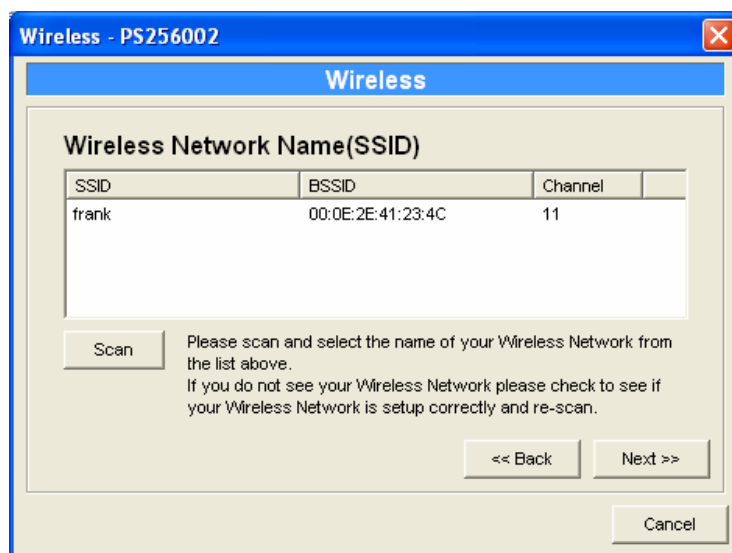 Wireless - PS256002
Wireless
Wireless Network Name(SSID)
SSID BSSID Channel
frank 00:0E:2E:41:23:4C 11
Scan
Please scan and select the name of your Wireless Network from
the list above.
If you do not see your Wireless Network please check to see if
your Wireless Network is setup correctly and re-scan.
<< Back Next >>
Cancel